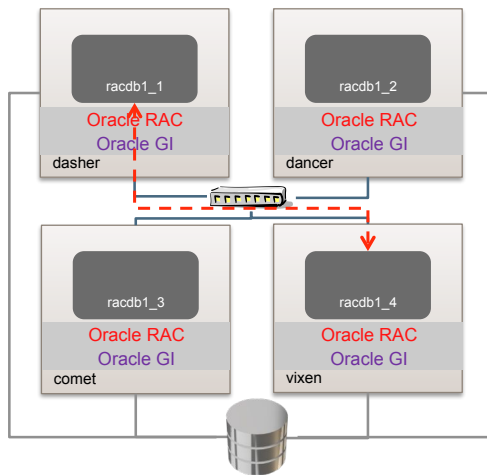 racdb1_1
Oracle RAC
Oracle GI
dasher
racdb1_2
Oracle RAC
Oracle GI
dancer
racdb1_3
Oracle RAC
Oracle GI
comet
racdb1_4
Oracle RAC
Oracle GI
vixen